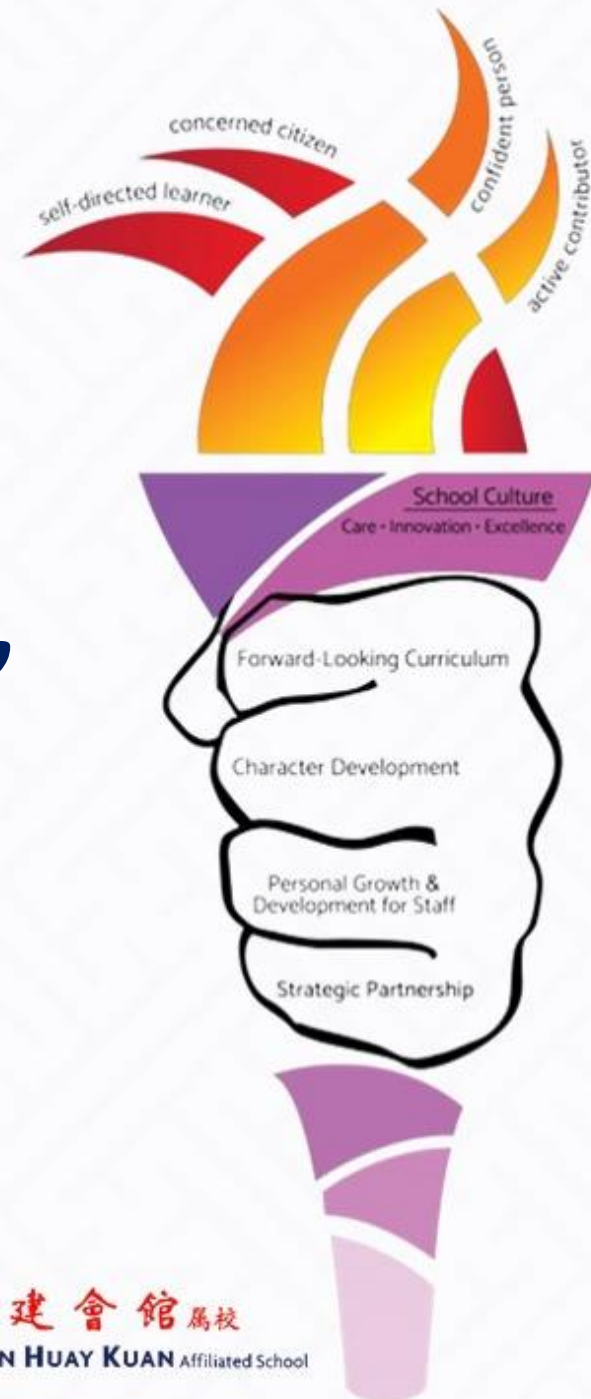 concerned citizen
self-directed learner
confident person
active contributor
School Culture
Care • Innovation • Excellence
Forward-Looking Curriculum
Character Development
Personal Growth &
Development for Staff
Strategic Partnership
建會館属校
HUAY KUAN Affiliated School